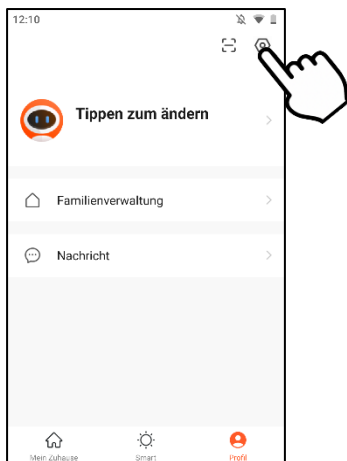 12:10
Tippen zum ändern
Familienverwaltung
Nachricht
Mein Zuhause Smart Profil